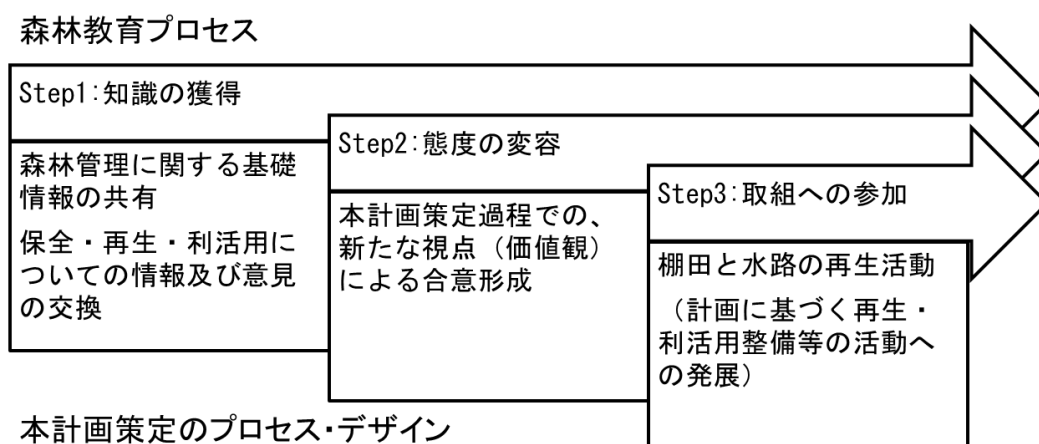 森林教育プロセス
Step1:知識の獲得
森林管理に関する基礎
情報の共有
保全・再生・利活用に
ついての情報及び意見
の交換
Step2:態度の変容
本計画策定過程での、
新たな視点（価値観）
による合意形成
Step3:取組への参加
棚田と水路の再生活動
（計画に基づく再生・
利活用整備等の活動へ
の発展）
本計画策定のプロセス・デザイン